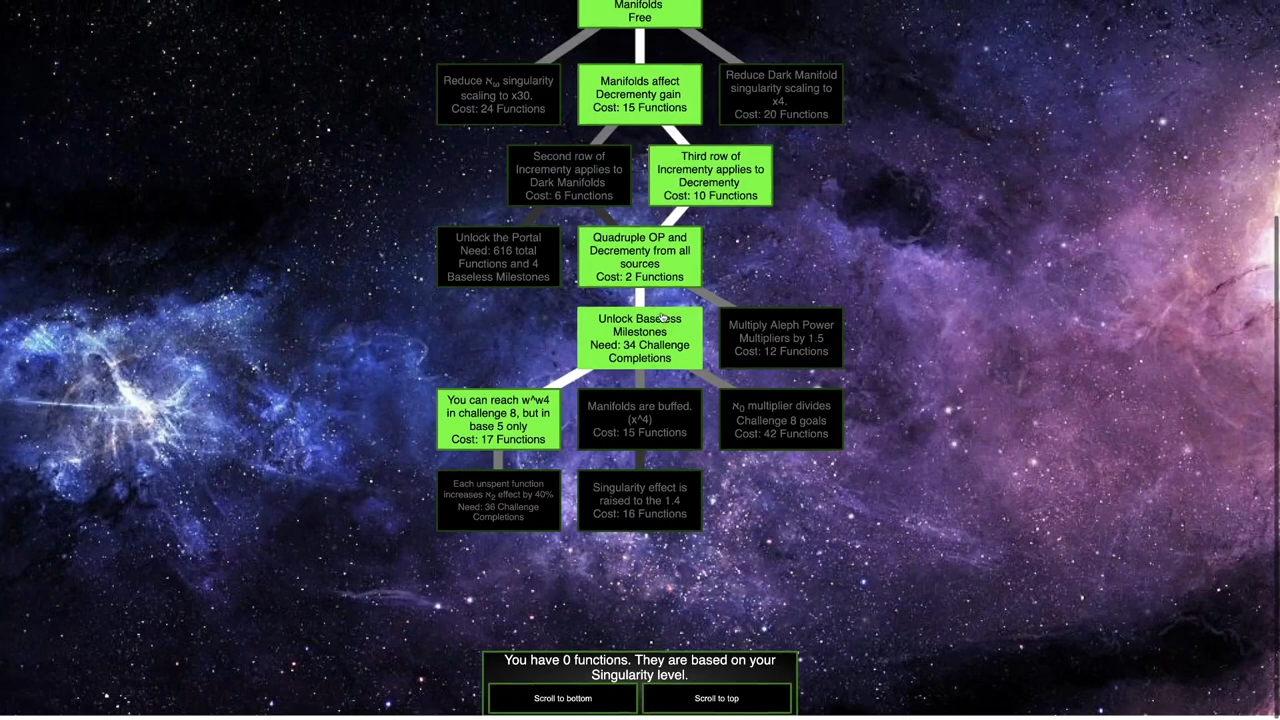 Manifolds
Free
Reduce ℵω singularity
scaling to x30.
Cost: 24 Functions
Manifolds affect
Decrementy gain
Cost: 15 Functions
Reduce Dark Manifold
singularity scaling to
x4.
Cost: 20 Functions
Second row of
Incrementy applies to
Dark Manifolds
Cost: 6 Functions
Third row of
Incrementy applies to
Decrementy
Cost: 10 Functions
Unlock the Portal
Need: 616 total
Functions and 4
Baseless Milestones
Quadruple OP and
Decrementy from all
sources
Cost: 2 Functions
Unlock Baseless
Milestones
Need: 34 Challenge
Completions
Multiply Aleph Power
Multipliers by 1.5
Cost: 12 Functions
You can reach w^w4
in challenge 8, but in
base 5 only
Cost: 17 Functions
Manifolds are buffed.
(x^4)
Cost: 15 Functions
ℵ0 multiplier divides
Challenge 8 goals
Cost: 42 Functions
Each unspent function
increases ℵ2 effect by 40%
Need: 36 Challenge
Completions
Singularity effect is
raised to the 1.4
Cost: 16 Functions
You have 0 functions. They are based on your
Singularity level.
Scroll to bottom
Scroll to top